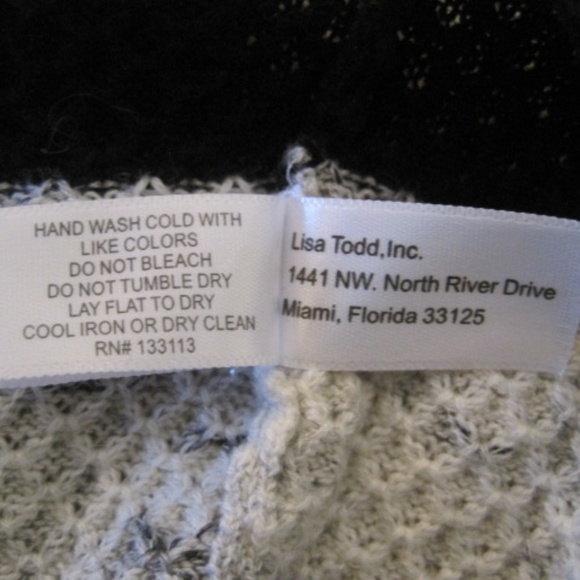 HAND WASH COLD WITH
LIKE COLORS
DO NOT BLEACH
DO NOT TUMBLE DRY
LAY FLAT TO DRY
COOL IRON OR DRY CLEAN
RN# 133113
Lisa Todd,Inc.
1441 NW. North River Drive
Miami, Florida 33125